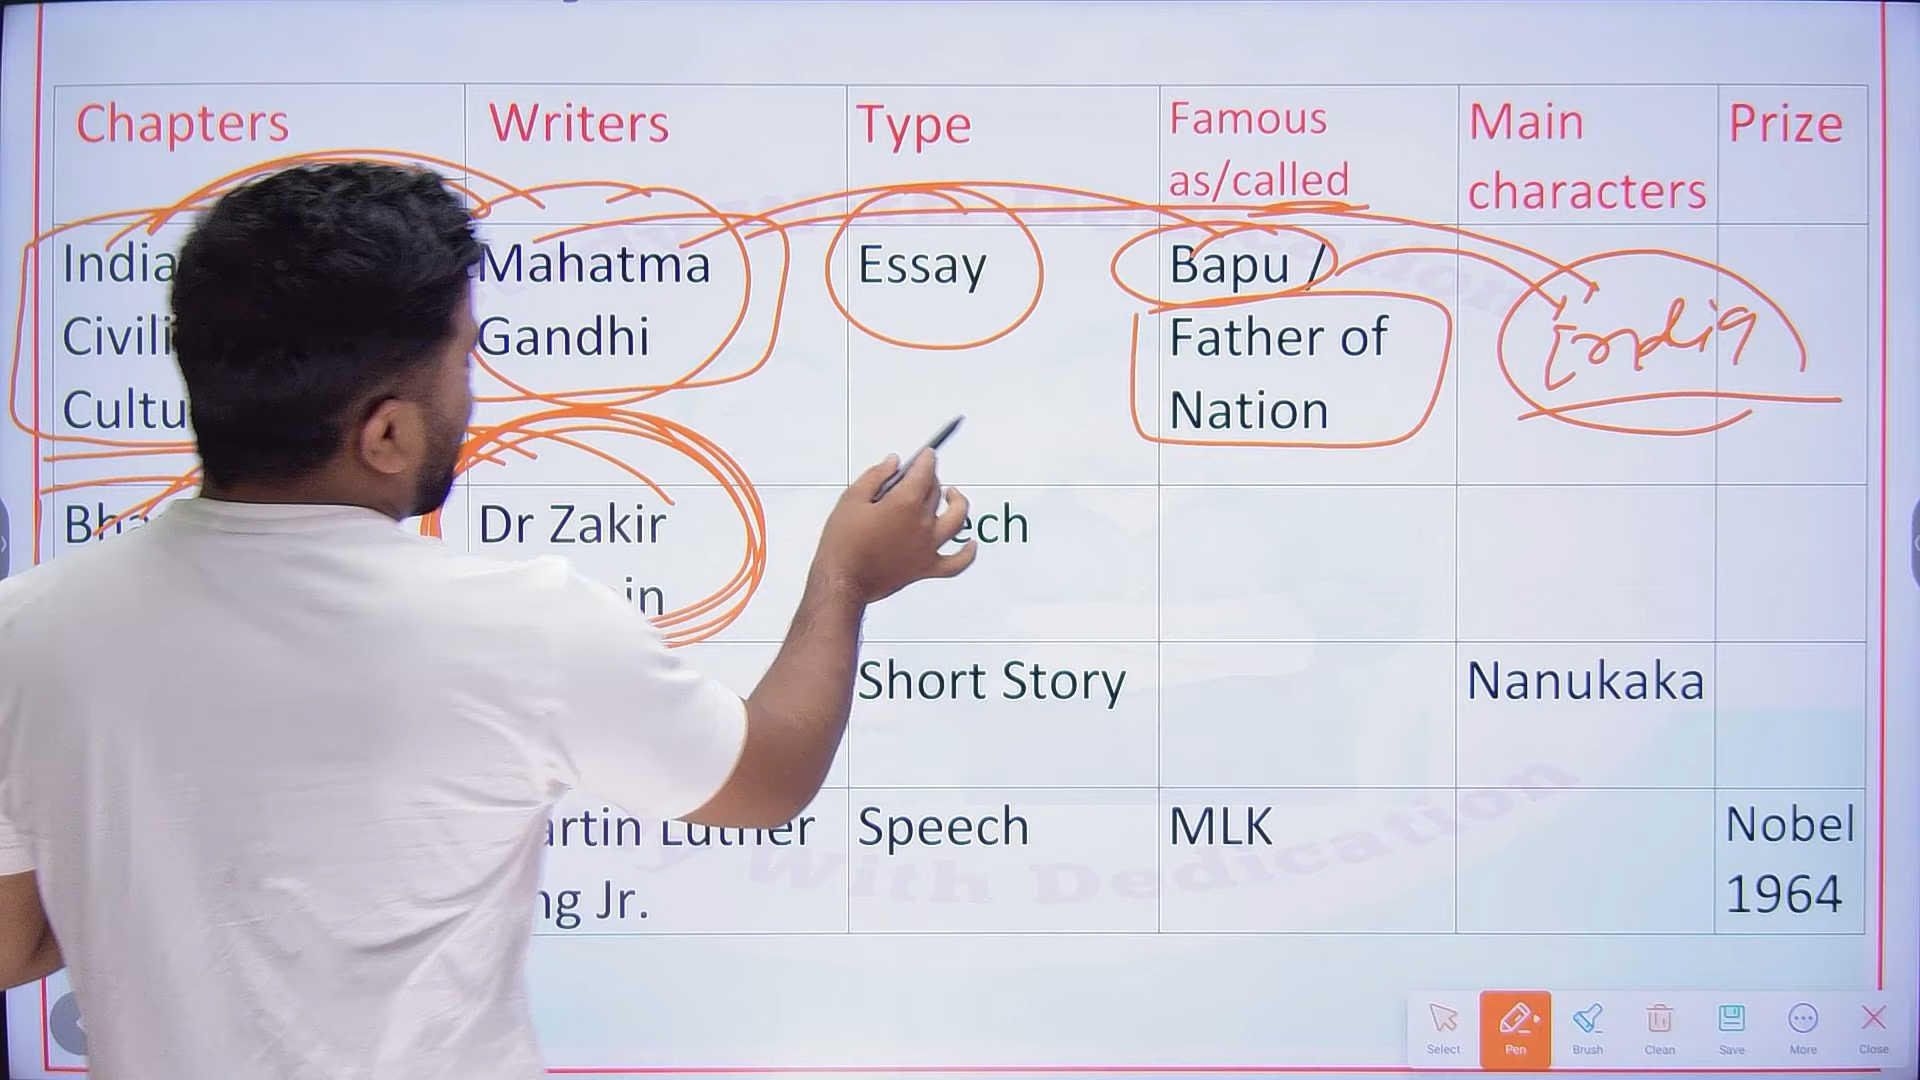 Chapters
Writers
Type
Famous as/called
Main characters
Prize
India
Civili
Cultu
Mahatma
Gandhi
Essay
Bapu /
Father of
Nation
India
Dr Zakir
in
ech
Short Story
Nanukaka
artin Luther
ng Jr.
Speech
MLK
Nobel
1964
With Dedication
Select
Pen
Brush
Clean
Save
More
Close